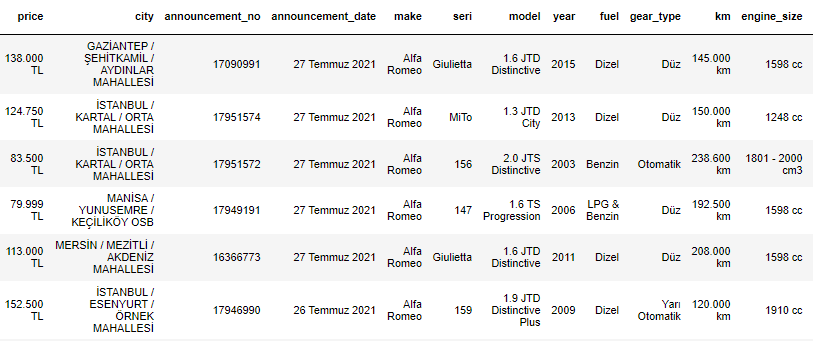 price city announcement_no announcement_date make seri model year fuel gear_type km engine_size
138.000 TL GAZİANTEP / ŞEHİTKAMİL / AYDINLAR MAHALLESİ 17090991 27 Temmuz 2021 Alfa Romeo Giulietta 1.6 JTD Distinctive 2015 Dizel Düz 145.000 km 1598 cc
124.750 TL İSTANBUL / KARTAL / ORTA MAHALLESİ 17951574 27 Temmuz 2021 Alfa Romeo MiTo 1.3 JTD City 2013 Dizel Düz 150.000 km 1248 cc
83.500 TL İSTANBUL / KARTAL / ORTA MAHALLESİ 17951572 27 Temmuz 2021 Alfa Romeo 156 2.0 JTS Distinctive 2003 Benzin Otomatik 238.600 km 1801 - 2000 cm3
79.999 TL MANİSA / YUNUSEMRE / KEÇİLİKÖY OSB 17949191 27 Temmuz 2021 Alfa Romeo 147 1.6 TS Progression 2006 LPG & Benzin Düz 192.500 km 1598 cc
113.000 TL MERSİN / MEZİTLİ / AKDENİZ MAHALLESİ 16366773 27 Temmuz 2021 Alfa Romeo Giulietta 1.6 JTD Distinctive 2011 Dizel Düz 208.000 km 1598 cc
152.500 TL İSTANBUL / ESENYURT / ÖRNEK MAHALLESİ 17946990 26 Temmuz 2021 Alfa Romeo 159 1.9 JTD Distinctive Plus 2009 Dizel Yarı Otomatik 120.000 km 1910 cc